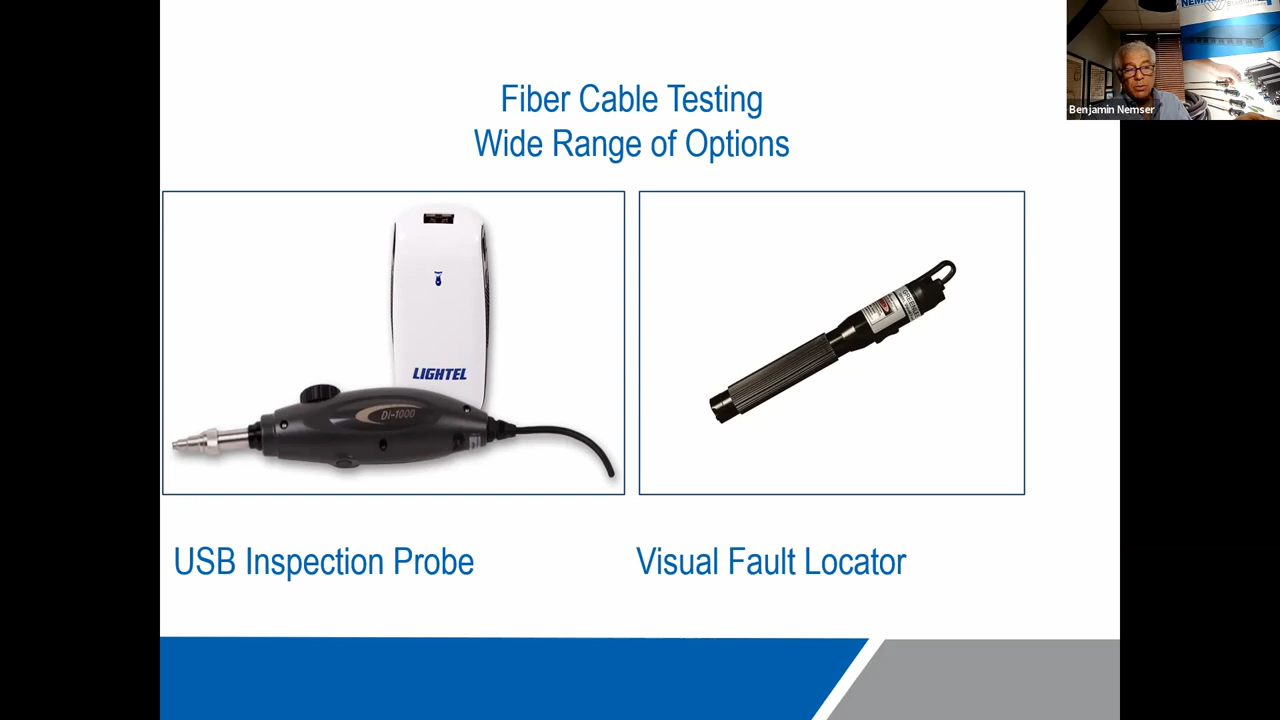 Fiber Cable Testing
Wide Range of Options
Benjamin Nemser
LIGHTEL
DI-1000
USB Inspection Probe
Visual Fault Locator